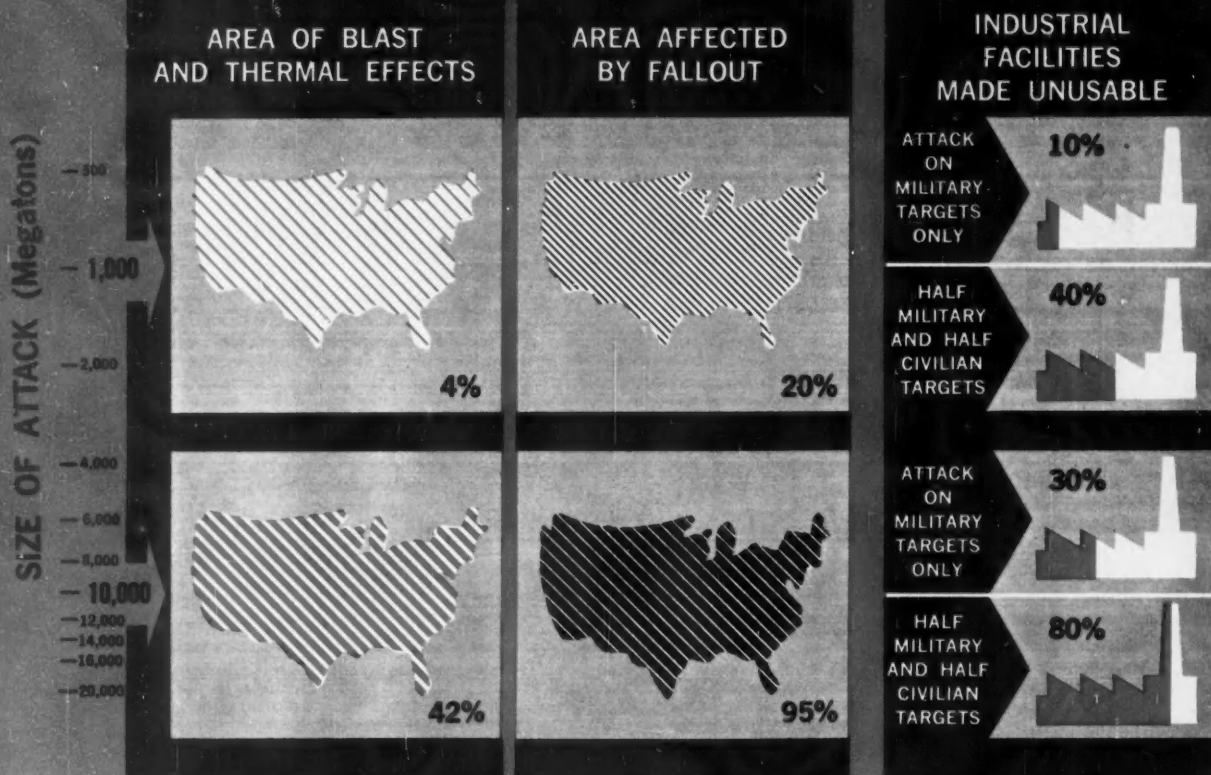 SIZE OF ATTACK (Megatons)
500
1,000
2,000
4,000
6,000
8,000
10,000
12,000
14,000
16,000
20,000
AREA OF BLAST
AND THERMAL EFFECTS
4%
42%
AREA AFFECTED
BY FALLOUT
20%
95%
INDUSTRIAL
FACILITIES
MADE UNUSABLE
ATTACK
ON
MILITARY
TARGETS
ONLY
10%
HALF
MILITARY
AND HALF
CIVILIAN
TARGETS
40%
ATTACK
ON
MILITARY
TARGETS
ONLY
30%
HALF
MILITARY
AND HALF
CIVILIAN
TARGETS
80%